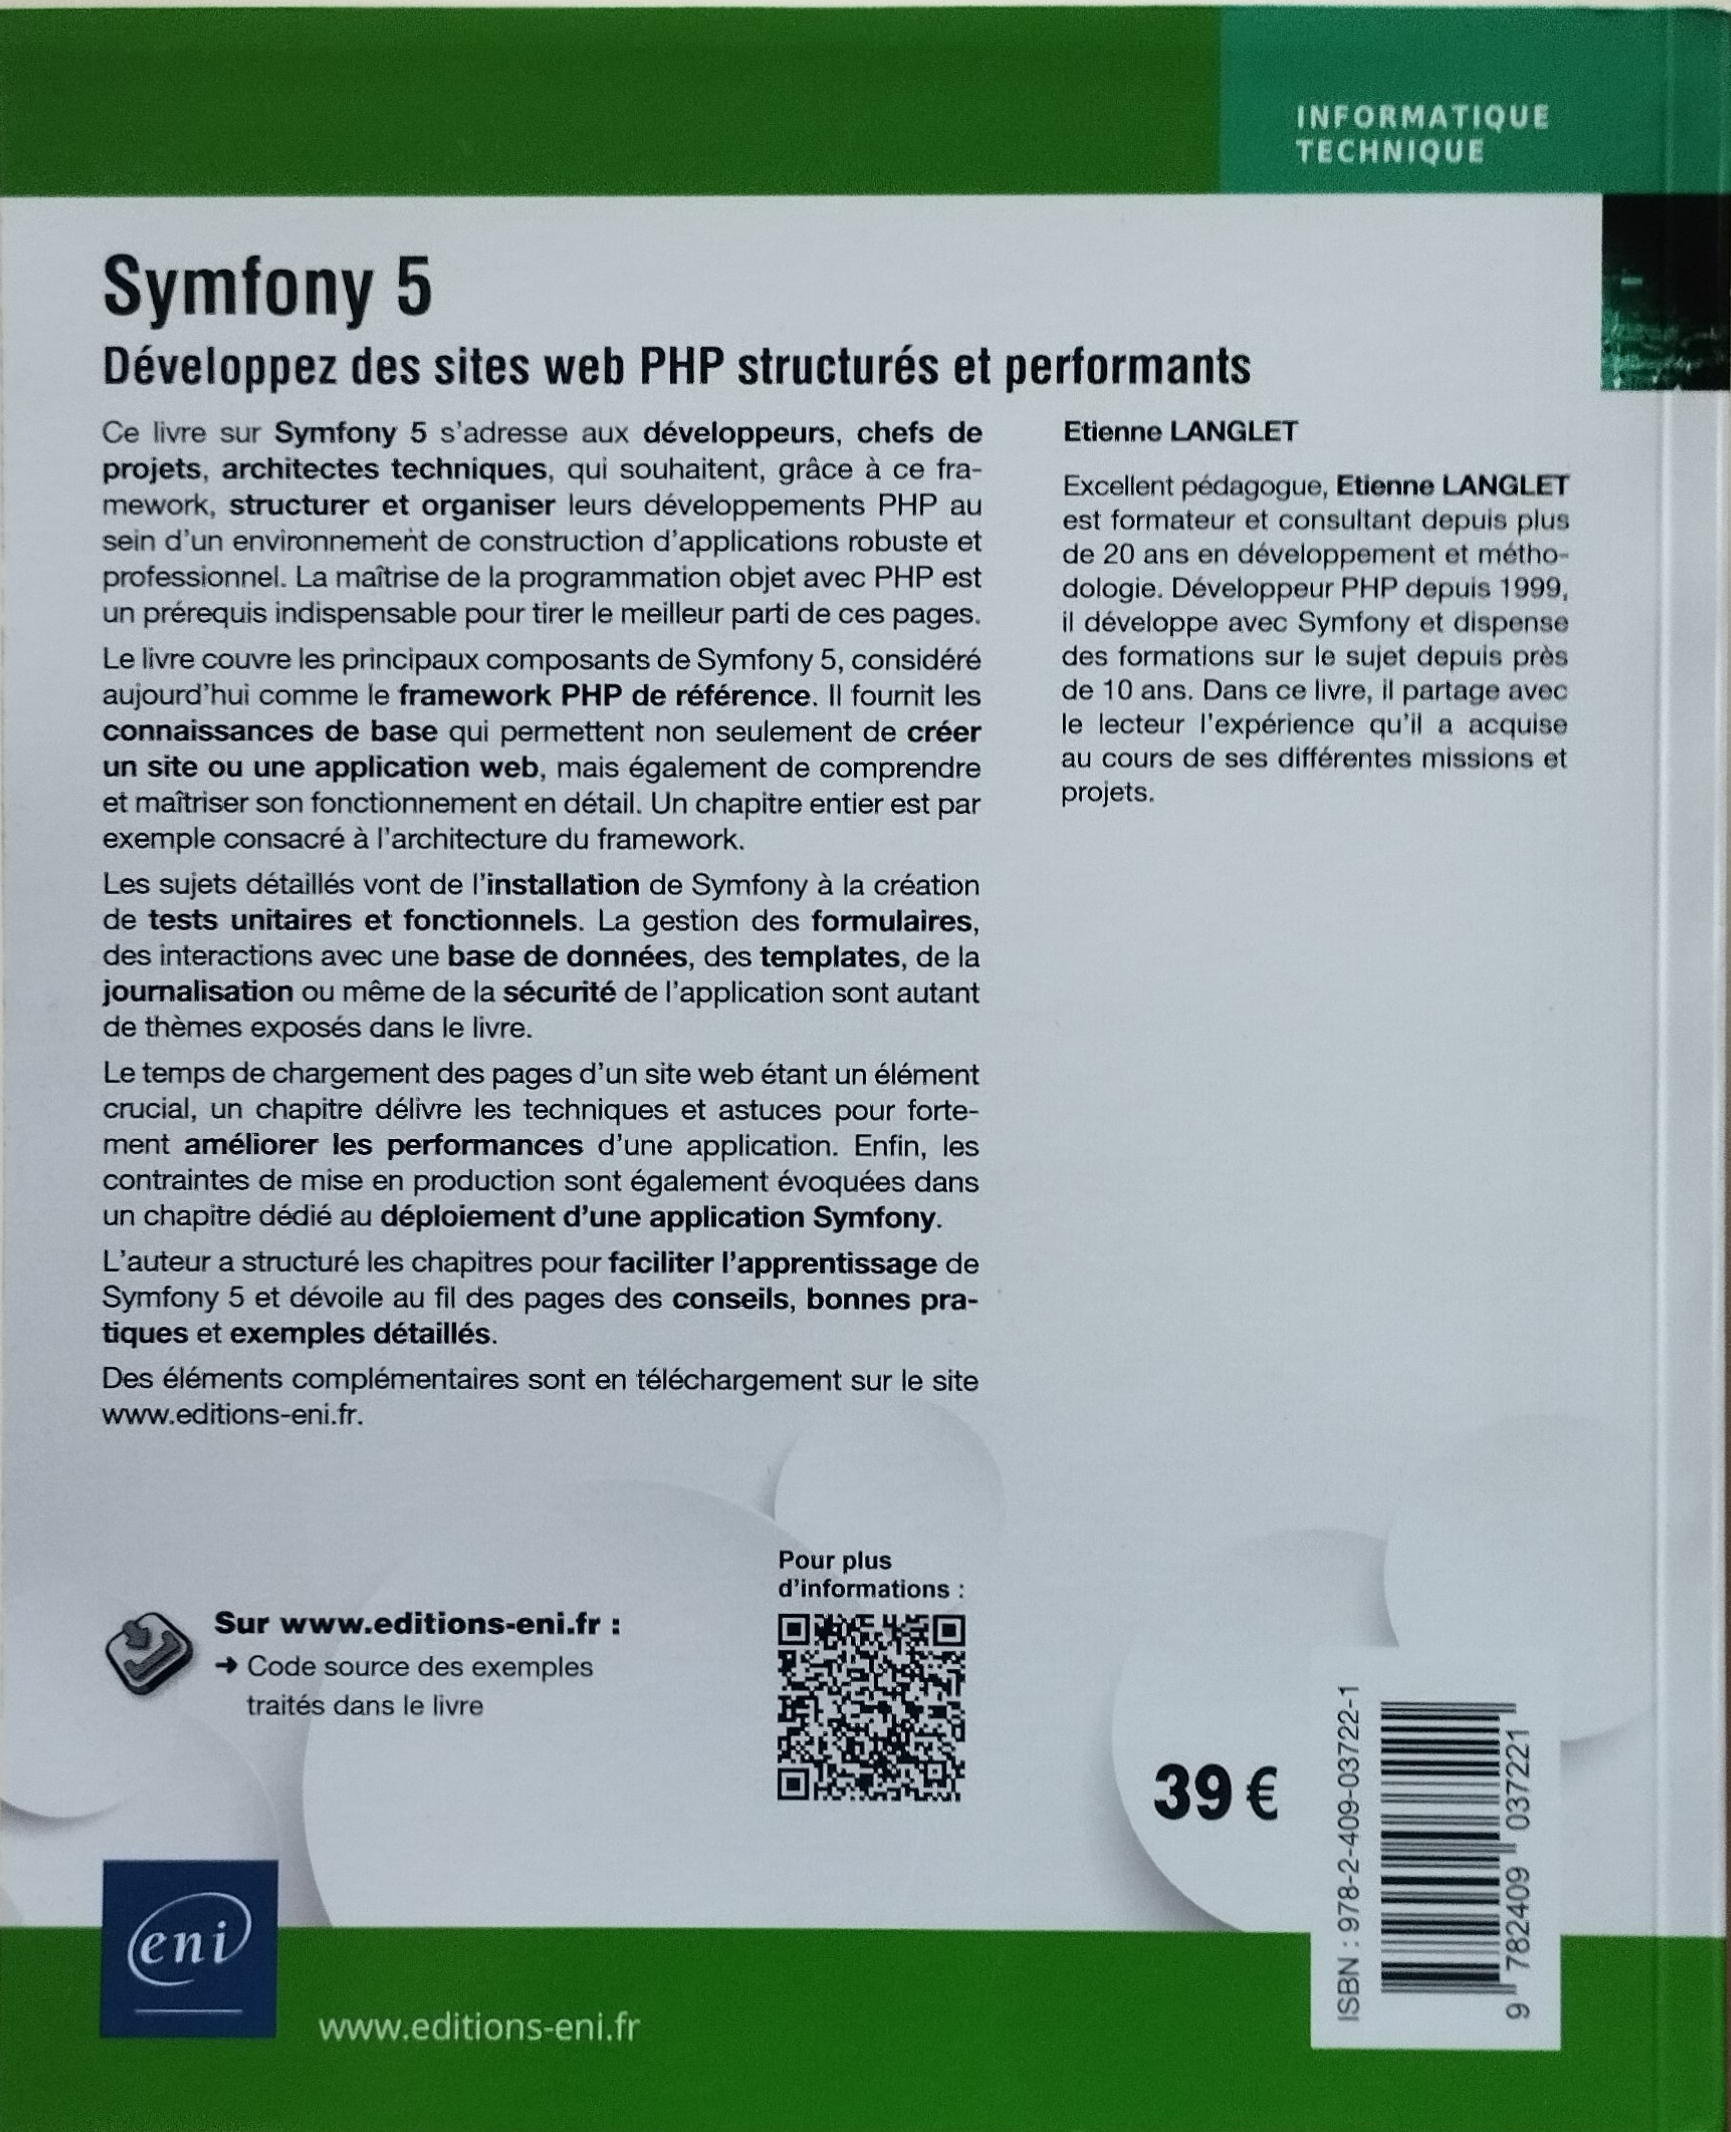 INFORMATIQUE
TECHNIQUE
Symfony 5
Développez des sites web PHP structurés et performants
Ce livre sur Symfony 5 s'adresse aux développeurs, chefs de
projets, architectes techniques, qui souhaitent, grâce à ce fra-
mework, structurer et organiser leurs développements PHP au
sein d'un environnement de construction d'applications robuste et
professionnel. La maîtrise de la programmation objet avec PHP est
un prérequis indispensable pour tirer le meilleur parti de ces pages.
Le livre couvre les principaux composants de Symfony 5, considéré
aujourd'hui comme le framework PHP de référence. Il fournit les
connaissances de base qui permettent non seulement de créer
un site ou une application web, mais également de comprendre
et maîtriser son fonctionnement en détail. Un chapitre entier est par
exemple consacré à l'architecture du framework.
Les sujets détaillés vont de l'installation de Symfony à la création
de tests unitaires et fonctionnels. La gestion des formulaires,
des interactions avec une base de données, des templates, de la
journalisation ou même de la sécurité de l'application sont autant
de thèmes exposés dans le livre.
Le temps de chargement des pages d'un site web étant un élément
crucial, un chapitre délivre les techniques et astuces pour forte-
ment améliorer les performances d'une application. Enfin, les
contraintes de mise en production sont également évoquées dans
un chapitre dédié au déploiement d'une application Symfony.
L'auteur a structuré les chapitres pour faciliter l'apprentissage de
Symfony 5 et dévoile au fil des pages des conseils, bonnes pra-
tiques et exemples détaillés.
Des éléments complémentaires sont en téléchargement sur le site
www.editions-eni.fr.
Etienne LANGLET
Excellent pédagogue, Etienne LANGLET
est formateur et consultant depuis plus
de 20 ans en développement et métho-
dologie. Développeur PHP depuis 1999,
il développe avec Symfony et dispense
des formations sur le sujet depuis près
de 10 ans. Dans ce livre, il partage avec
le lecteur l'expérience qu'il a acquise
au cours de ses différentes missions et
projets.
Sur www.editions-eni.fr :
→ Code source des exemples
traités dans le livre
Pour plus
d'informations :
39 €
ISBN : 978-2-409-03722-1
9 782409 037221
eni
www.editions-eni.fr